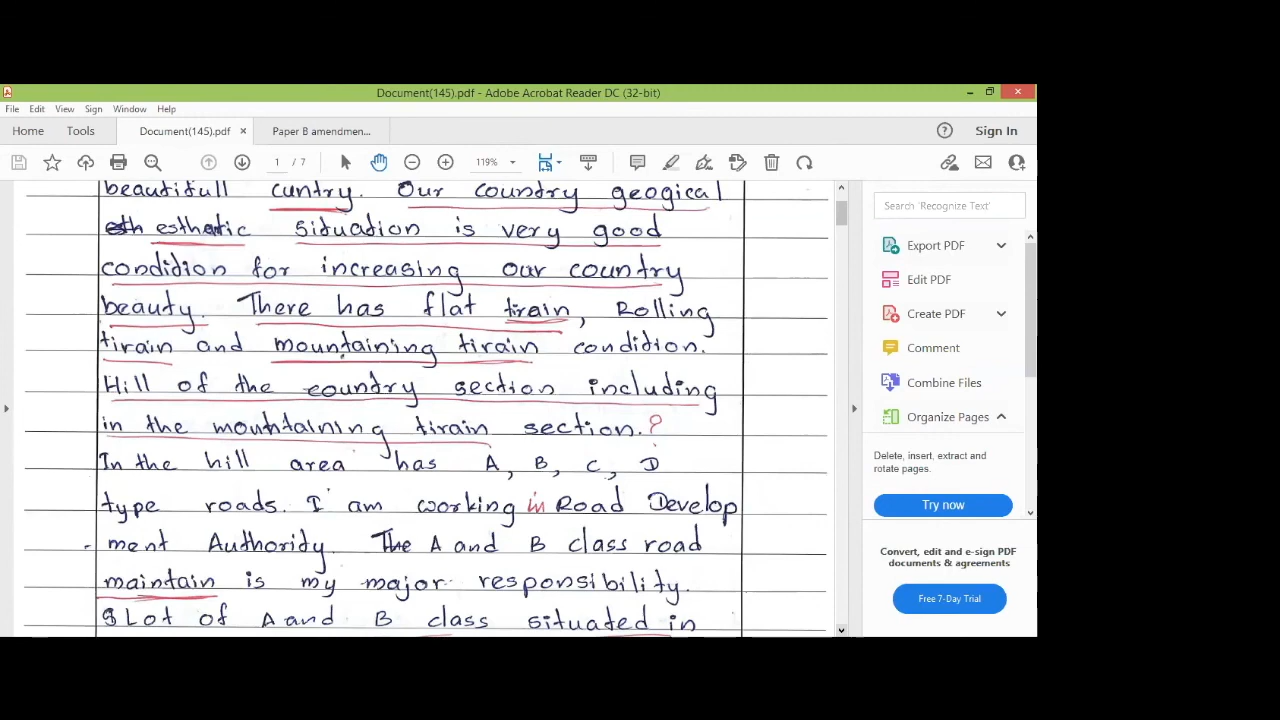 Document(145).pdf - Adobe Acrobat Reader DC (32-bit)
File Edit View Sign Window Help
Home Tools Document(145).pdf × Paper B amendmen... Sign In
1 / 7 119%
beautifull cuntry. Our country geogical
esth esthatic situation is very good
condidion for increasing our country
beauty. There has flat tirain, Rolling
tirain and mountaining tirain condition.
Hill of the country section including
in the mountaining tirain section. ?
In the hill area has A, B, C, D
type roads. I am working in Road Develop
- ment Authority. The A and B class road
maintain is my major responsibility.
Lot of A and B class situated in
Search 'Recognize Text'
Export PDF
Edit PDF
Create PDF
Comment
Combine Files
Organize Pages
Delete, insert, extract and
rotate pages.
Try now
Convert, edit and e-sign PDF
documents & agreements
Free 7-Day Trial